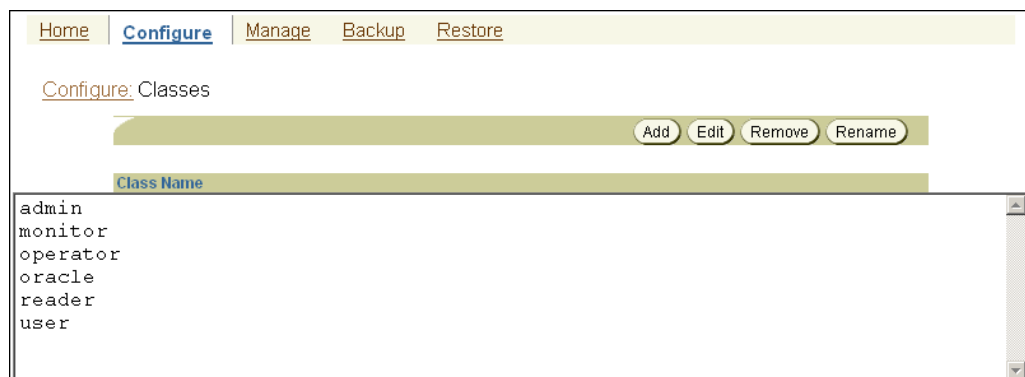 Home Configure Manage Backup Restore
Configure: Classes
Add Edit Remove Rename
Class Name
admin
monitor
operator
oracle
reader
user